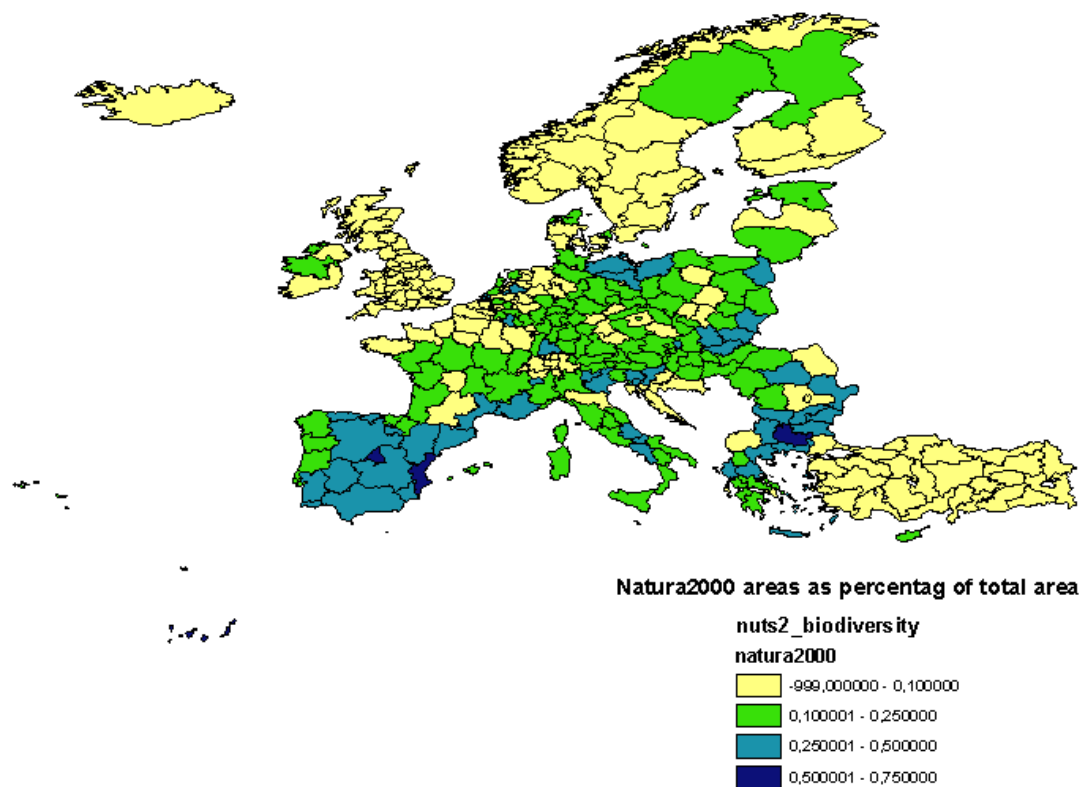 Natura2000 areas as percentag of total area
nuts2_biodiversity
natura2000
-999,000000 - 0,100000
0,100001 - 0,250000
0,250001 - 0,500000
0,500001 - 0,750000